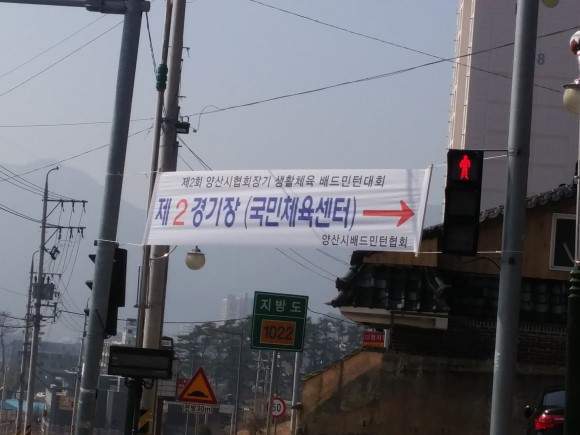 제2회 양산시협회장기 생활체육 배드민턴대회
제 2 경기장 (국민체육센터)
양산시배드민턴협회
지방도
1022
50